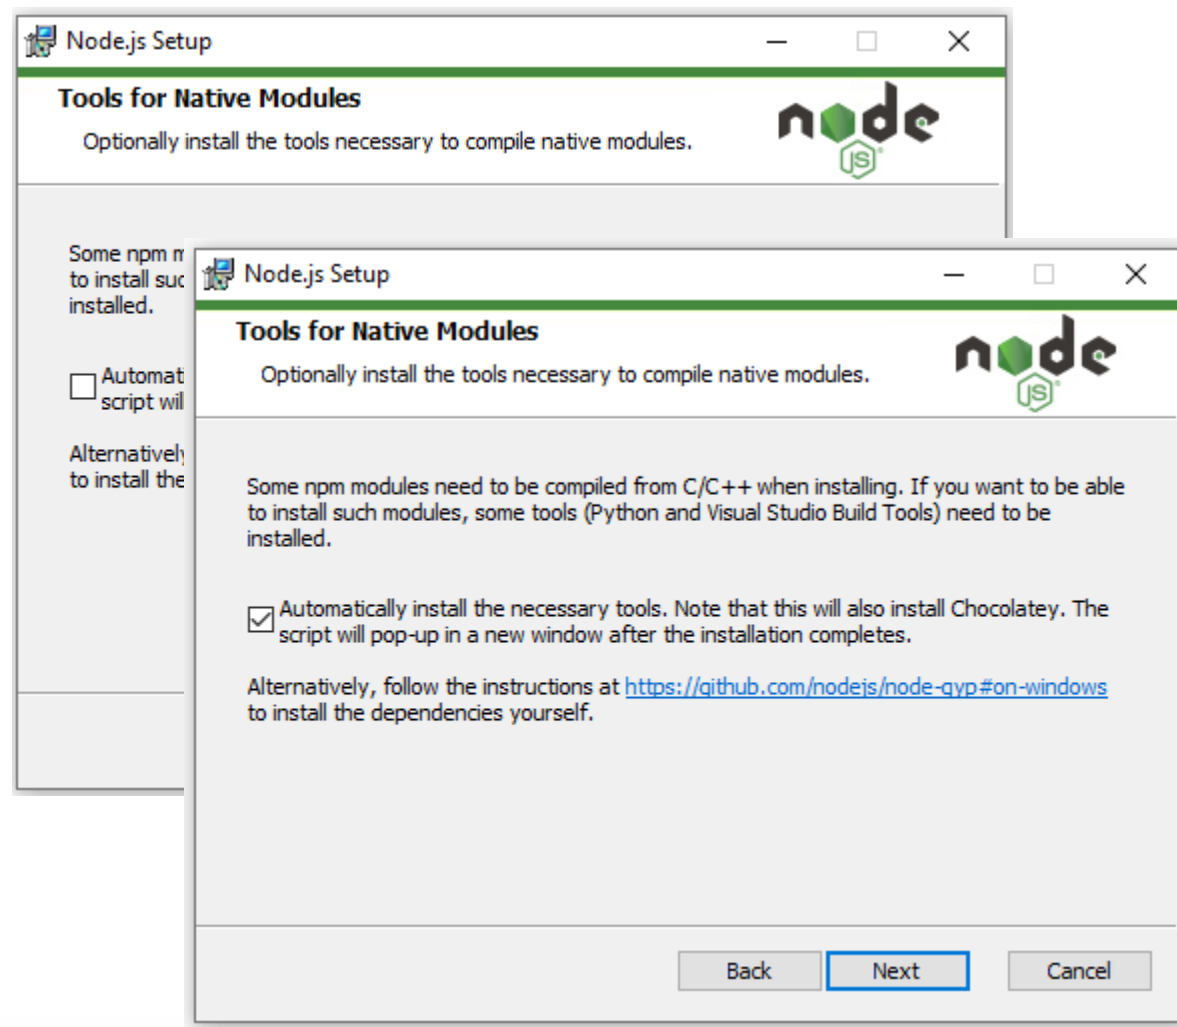 Node.js Setup
Tools for Native Modules
Optionally install the tools necessary to compile native modules.
node
JS
Some npm
to install
installed.
script
to install the
Node.js Setup
Tools for Native Modules
Optionally install the tools necessary to compile native modules.
node
JS
Some npm modules need to be compiled from C/C++ when installing. If you want to be able
to install such modules, some tools (Python and Visual Studio Build Tools) need to be
installed.
Automatically install the necessary tools. Note that this will also install Chocolatey. The
script will pop-up in a new window after the installation completes.
Alternatively, follow the instructions at https://github.com/nodejs/node-gyp#on-windows
to install the dependencies yourself.
Back
Next
Cancel